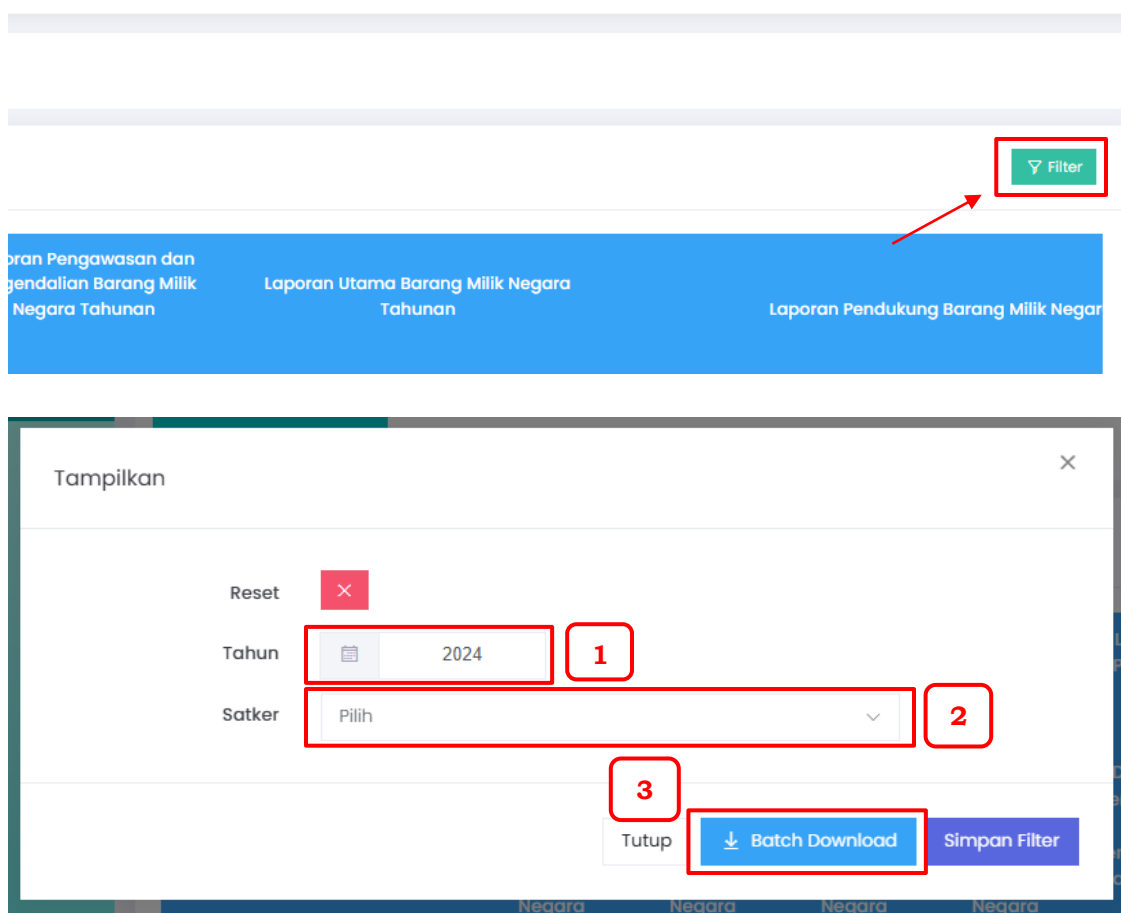 Filter
oran Pengawasan dan
gendalian Barang Milik
Negara Tahunan
Laporan Utama Barang Milik Negara
Tahunan
Laporan Pendukung Barang Milik Negar
Tampilkan
Reset
Tahun
2024
1
Satker
Pilih
2
3
Tutup
Batch Download
Simpan Filter
Negara
Negara
Negara
Negara